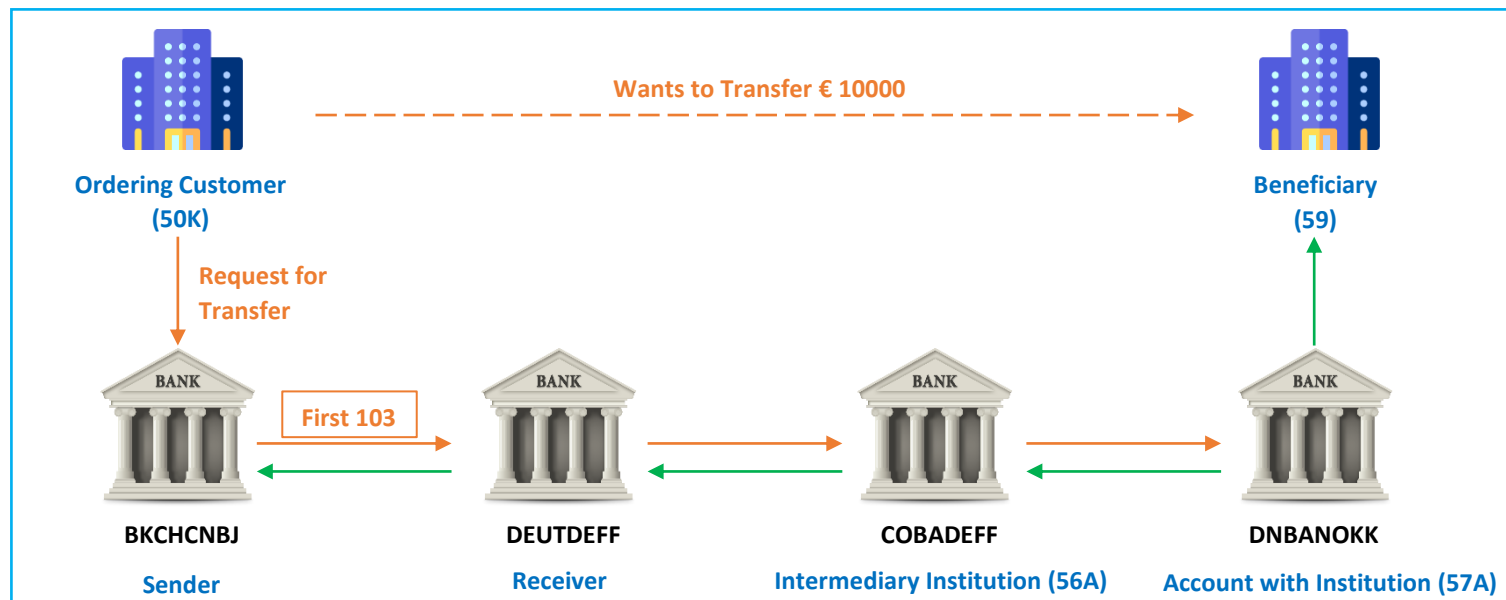 Wants to Transfer € 10000
Ordering Customer
(50K)
Beneficiary
(59)
Request for
Transfer
BANK
BANK
BANK
BANK
First 103
BKCHCNBJ
DEUTDEFF
COBADEFF
DNBANOKK
Sender
Receiver
Intermediary Institution (56A)
Account with Institution (57A)